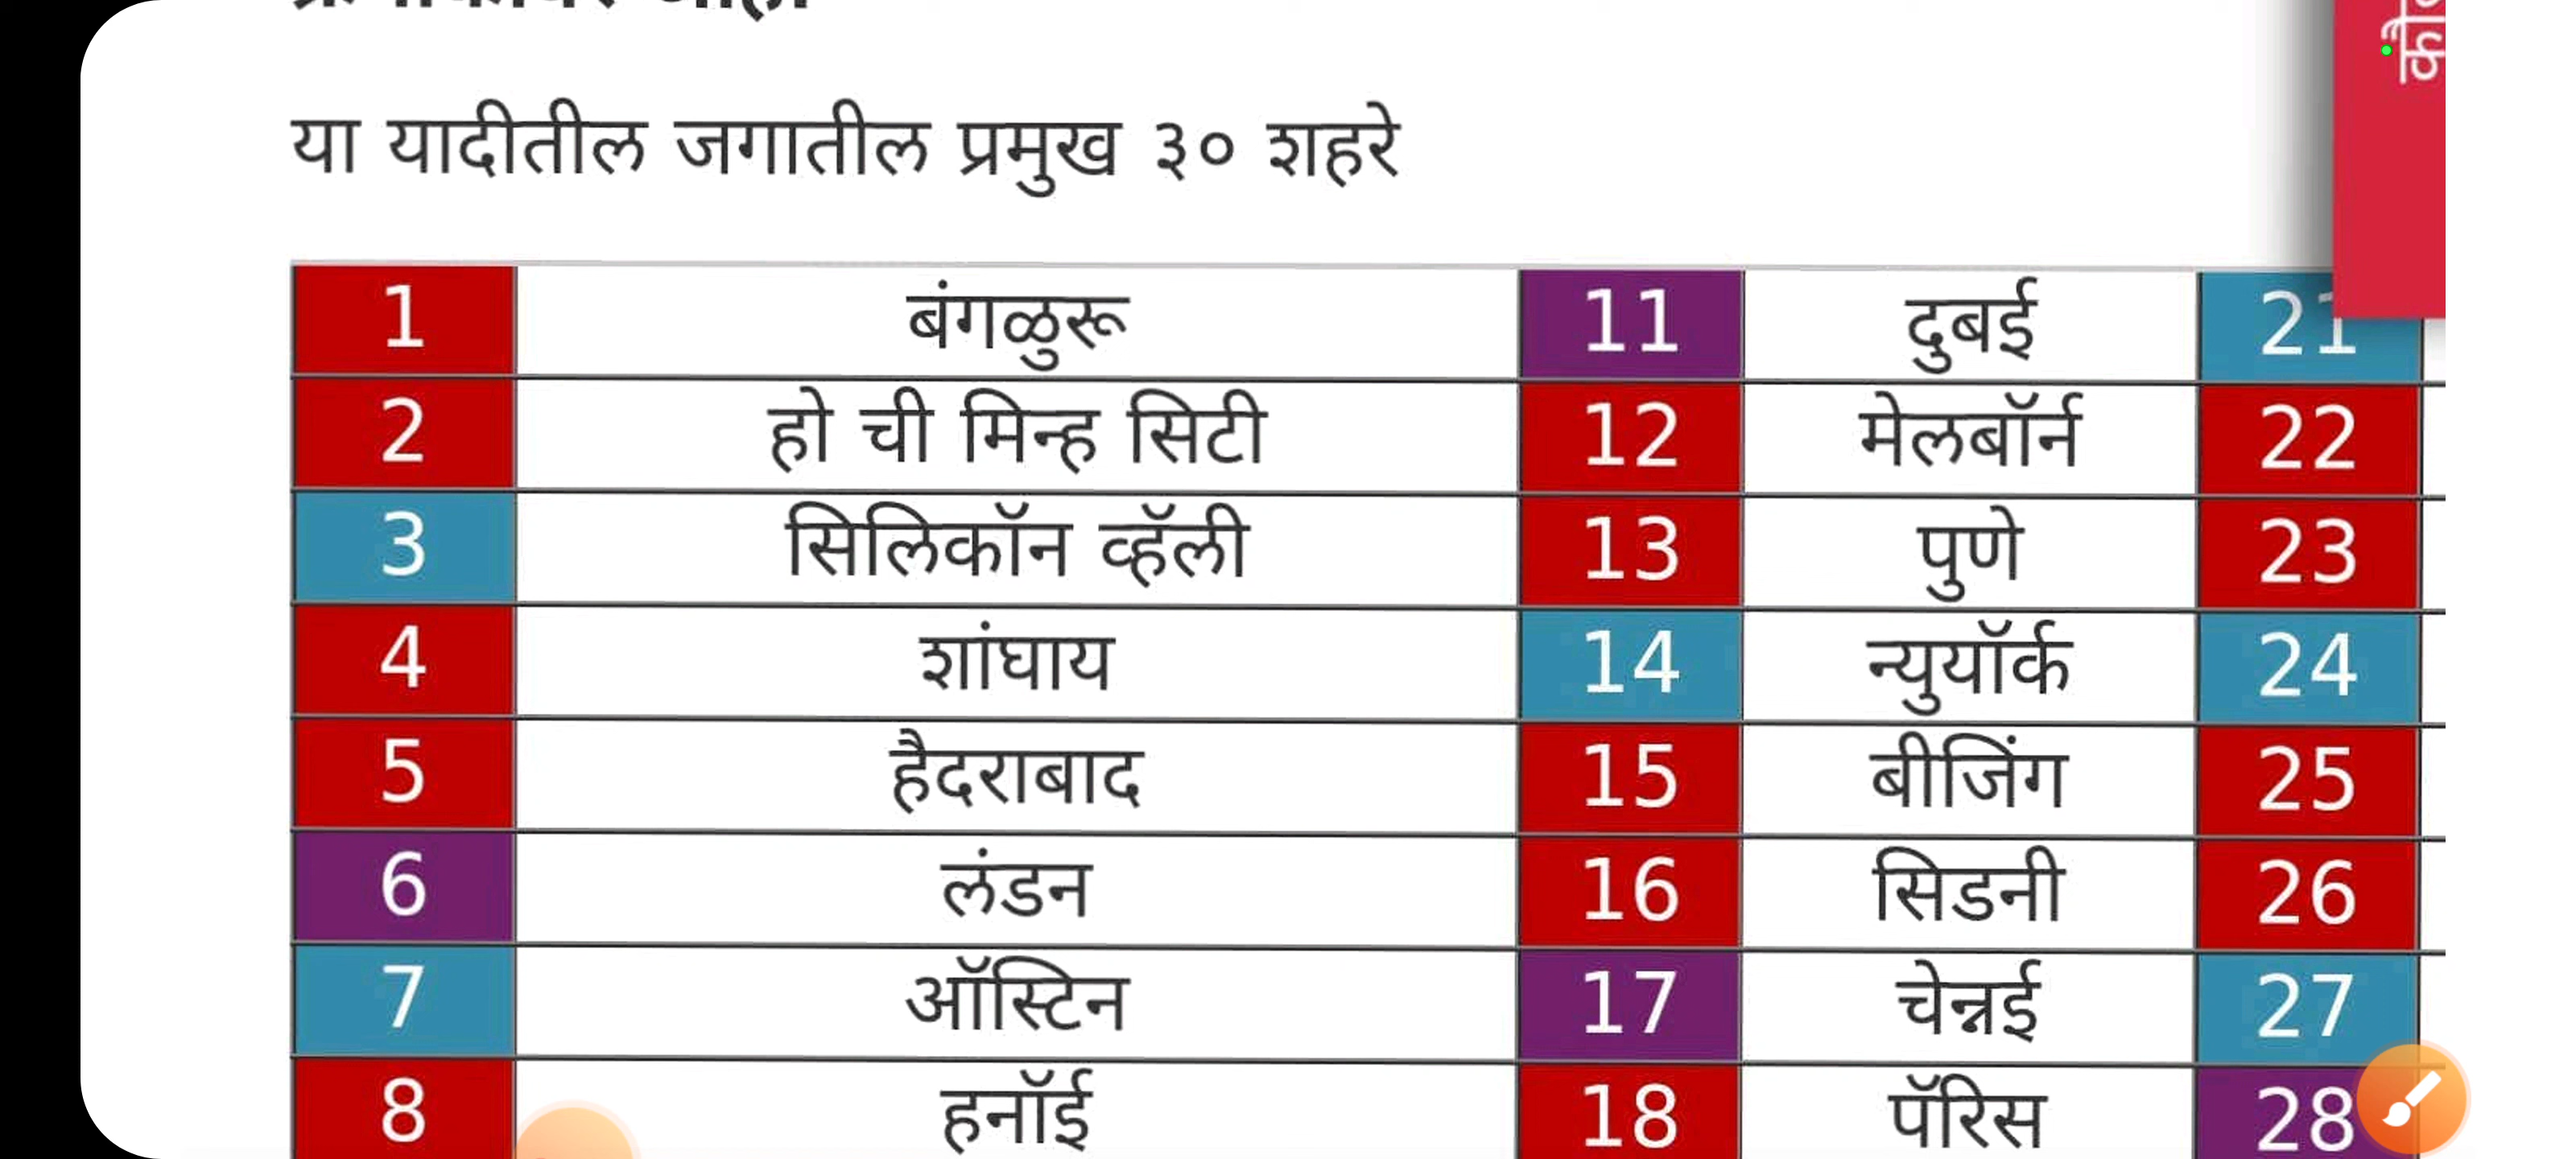 या यादीतील जगातील प्रमुख ३० शहरे
1 बंगळुरू 11 दुबई 21
2 हो ची मिन्ह सिटी 12 मेलबॉर्न 22
3 सिलिकॉन व्हॅली 13 पुणे 23
4 शांघाय 14 न्युयॉर्क 24
5 हैदराबाद 15 बीजिंग 25
6 लंडन 16 सिडनी 26
7 ऑस्टिन 17 चेन्नई 27
8 हनॉई 18 पॅरिस 28